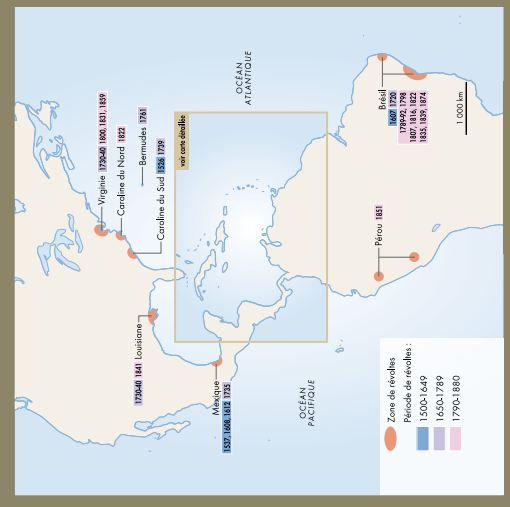 Virginie 1730-40 1800, 1831, 1859
Caroline du Nord 1822
Bermudes 1761
Caroline du Sud 1526 1739
1730-40 1841 Louisiane
Mexique
1537, 1608, 1612 1735
OCÉAN
ATLANTIQUE
voir carte détaillée
OCÉAN
PACIFIQUE
Pérou 1851
Brésil
1607 1720
1789-92, 1798
1807, 1816, 1822
1835, 1839, 1874
1 000 km
Zone de révoltes
Période de révoltes :
1500-1649
1650-1789
1790-1880